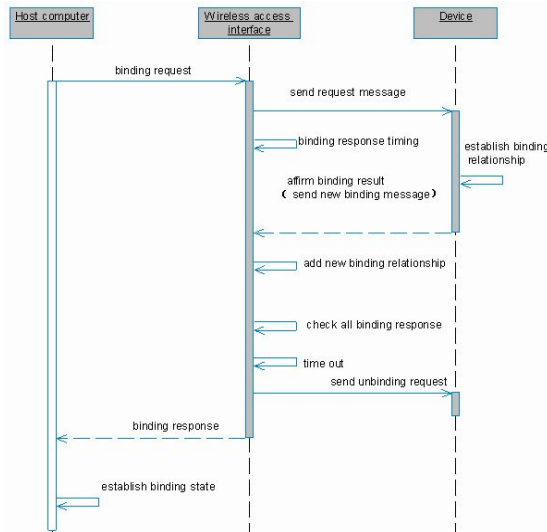 Host computer
Wireless access
interface
Device
binding request
send request message
binding response timing
establish binding
relationship
affirm binding result
( send new binding message)
add new binding relationship
check all binding response
time out
send unbinding request
binding response
establish binding state